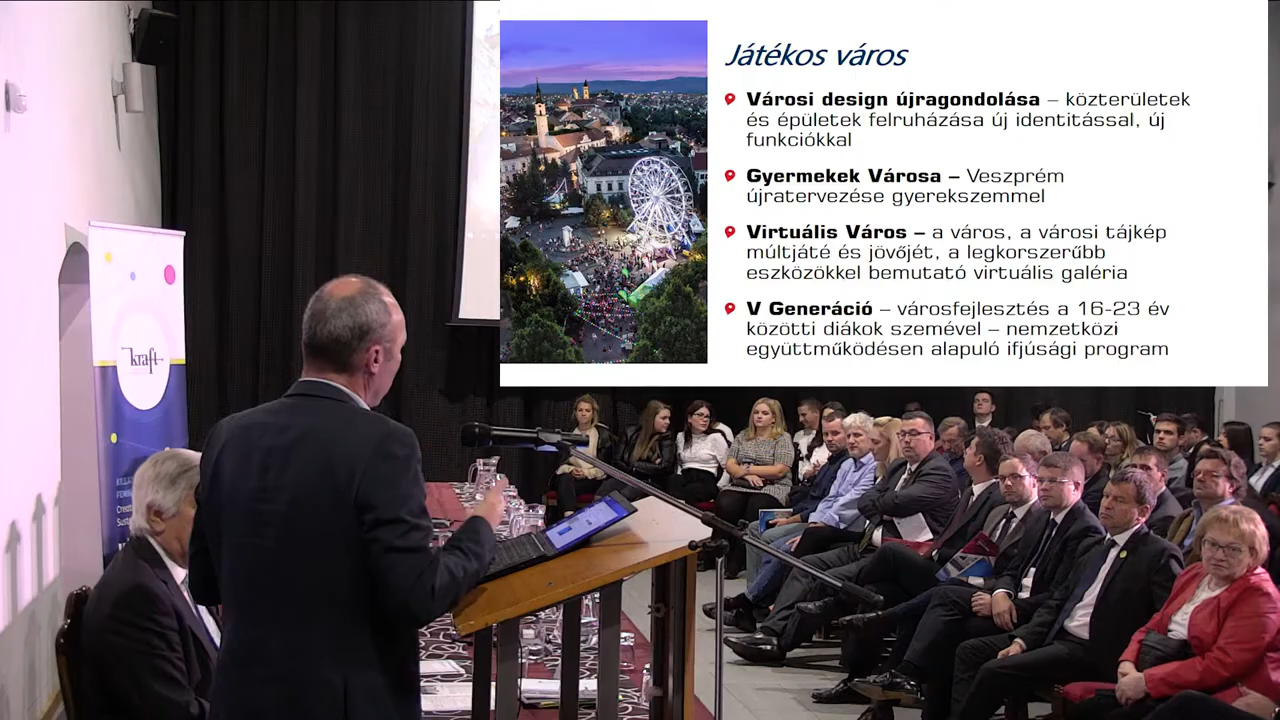 Játékos város
Városi design újragondolása – közterületek
és épületek felruházása új identitással, új
funkciókkal
Gyermekek Városa – Veszprém
újratervezése gyerekszemmel
Virtuális Város – a város, a városi tájkép
múltjáté és jövőjét, a legkorszerűbb
eszközökkel bemutató virtuális galéria
V Generáció – városfejlesztés a 16-23 év
közötti diákok szemével – nemzetközi
együttműködésen alapuló ifjúsági program
kraft